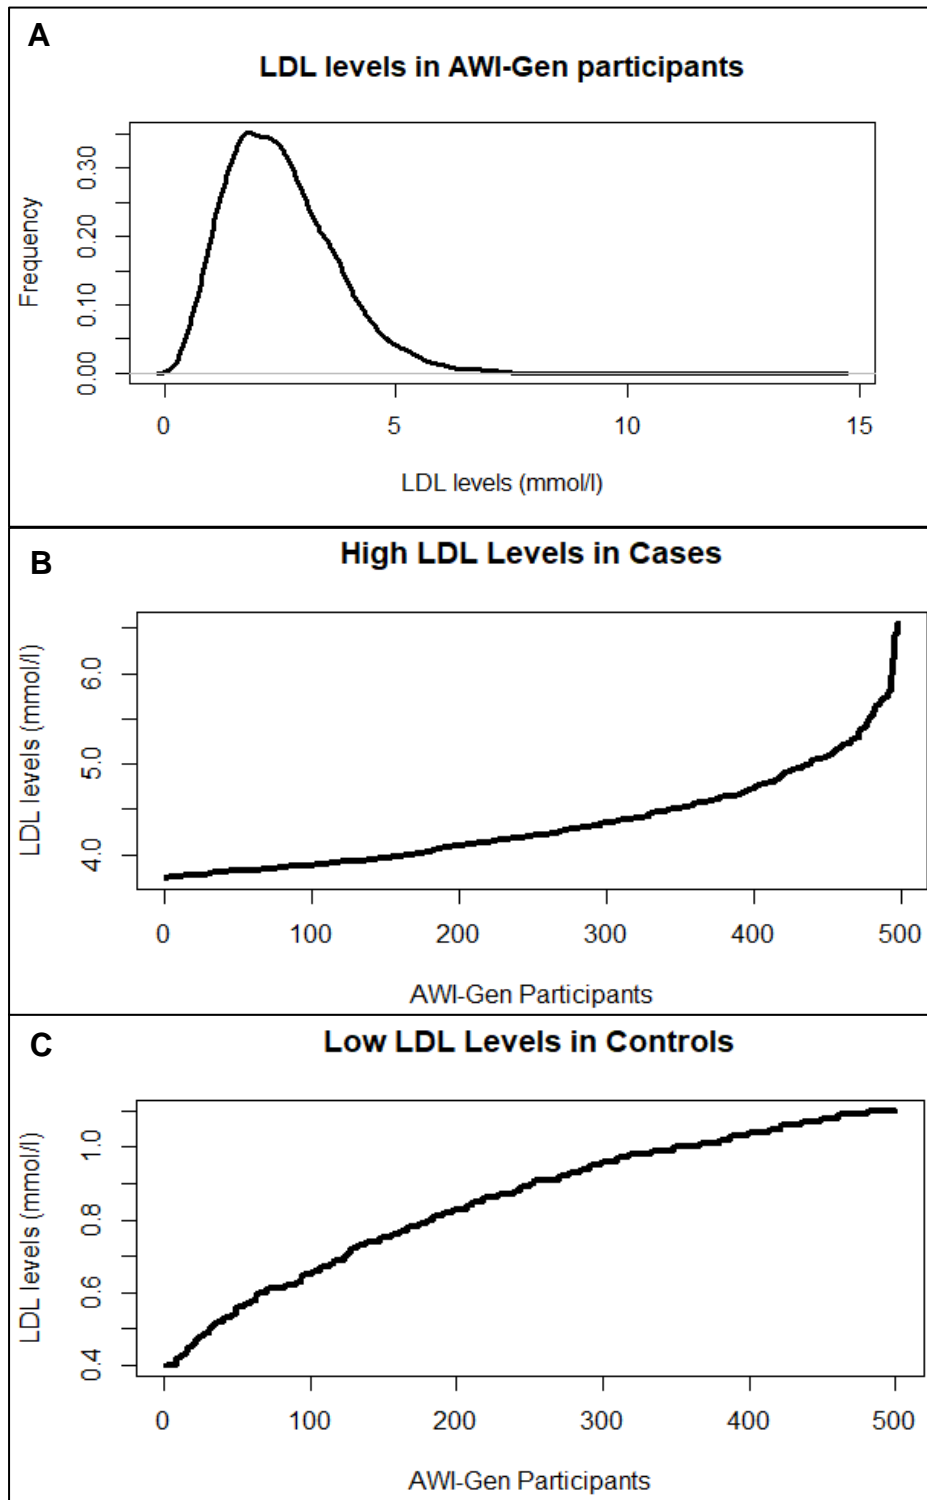 A
LDL levels in AWI-Gen participants
Frequency
0.00 0.10 0.20 0.30
0 5 10 15
LDL levels (mmol/l)
B
High LDL Levels in Cases
LDL levels (mmol/l)
4.0 5.0 6.0
0 100 200 300 400 500
AWI-Gen Participants
C
Low LDL Levels in Controls
LDL levels (mmol/l)
0.4 0.6 0.8 1.0
0 100 200 300 400 500
AWI-Gen Participants